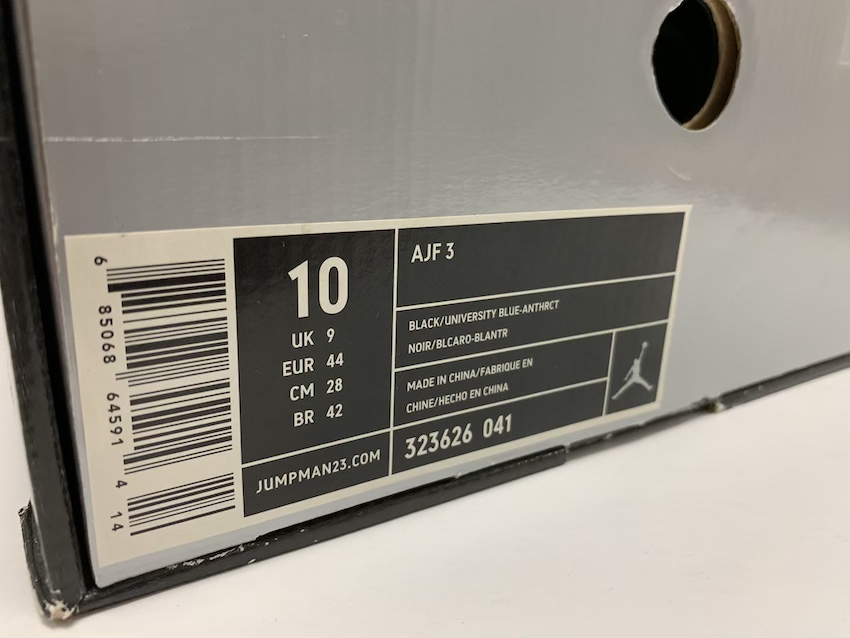 6 85068 64591 4 14
10
UK 9
EUR 44
CM 28
BR 42
JUMPMAN23.COM
AJF 3
BLACK/UNIVERSITY BLUE-ANTHRCT
NOIR/BLCARO-BLANTR
MADE IN CHINA/FABRIQUE EN
CHINE/HECHO EN CHINA
323626 041